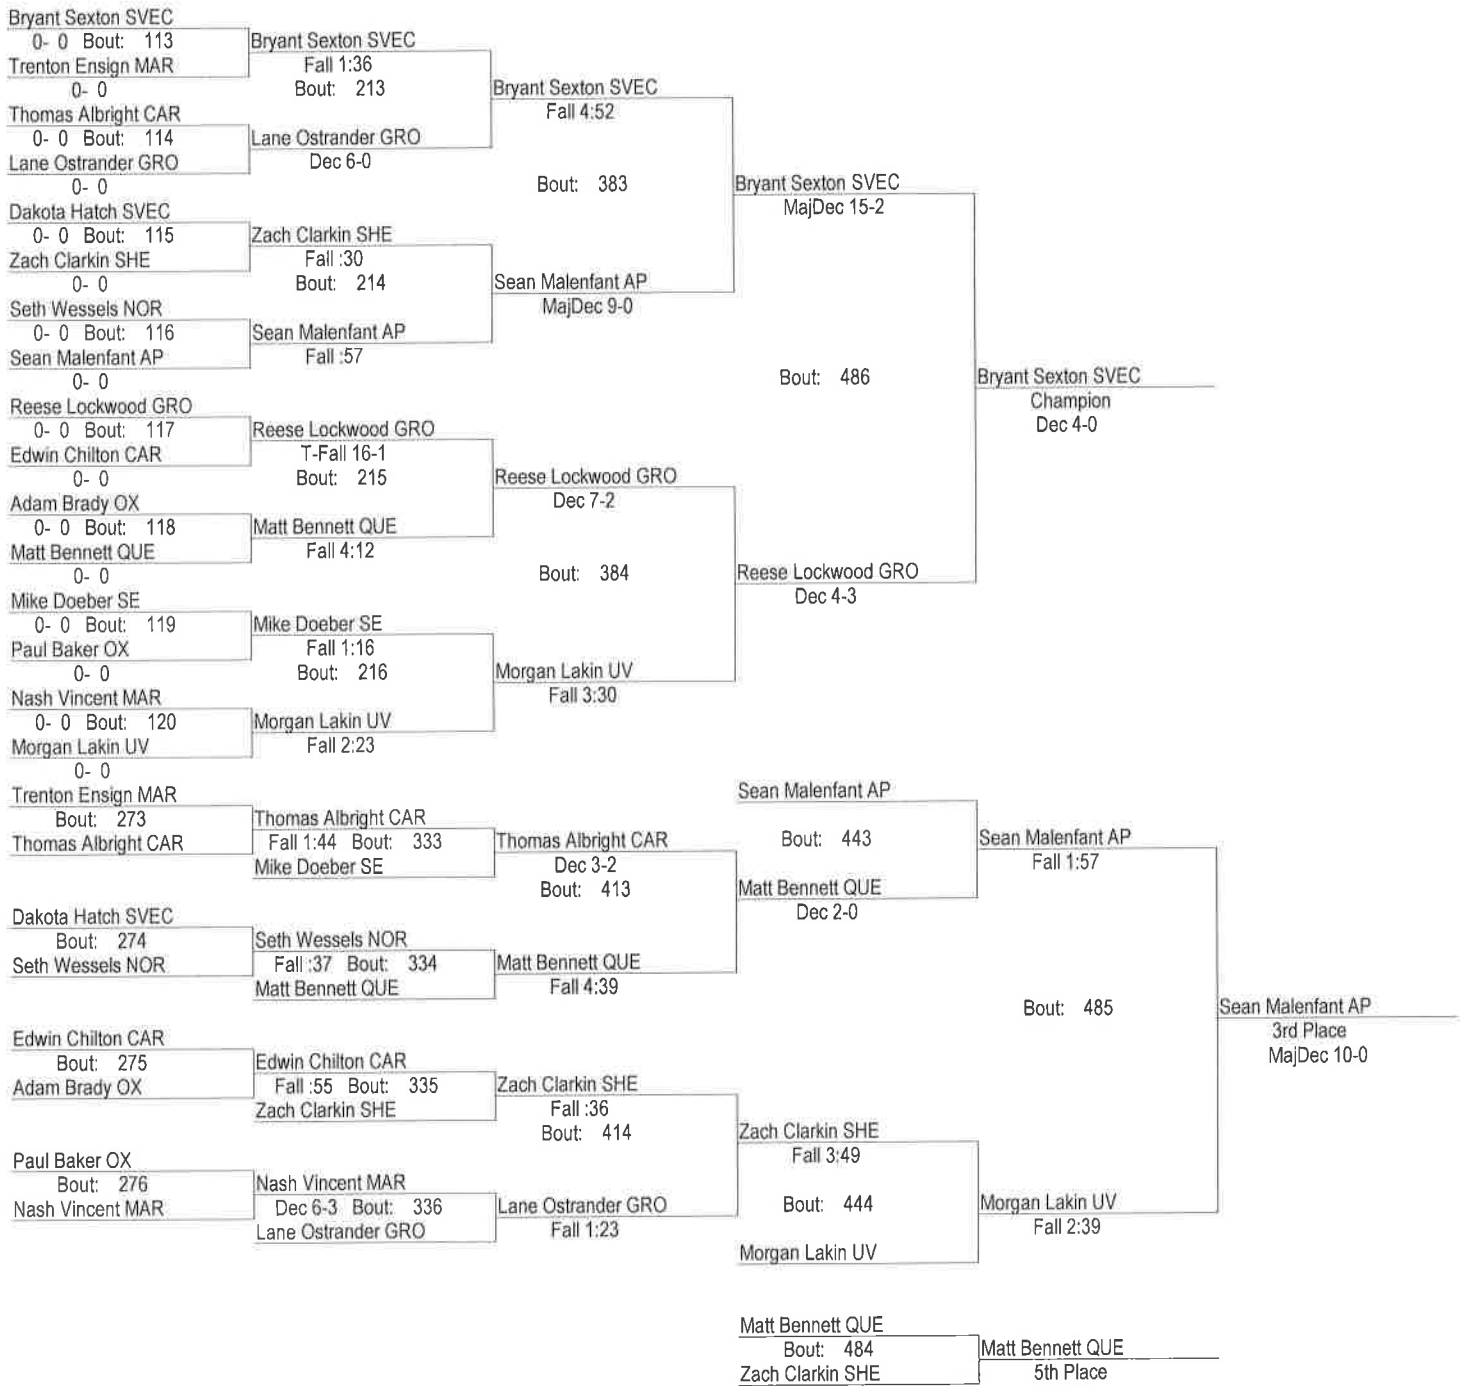 Bryant Sexton SVEC
0- 0 Bout: 113
Trenton Ensign MAR
0- 0
Thomas Albright CAR
0- 0 Bout: 114
Lane Ostrander GRO
0- 0
Dakota Hatch SVEC
0- 0 Bout: 115
Zach Clarkin SHE
0- 0
Seth Wessels NOR
0- 0 Bout: 116
Sean Malenfant AP
0- 0
Reese Lockwood GRO
0- 0 Bout: 117
Edwin Chilton CAR
0- 0
Adam Brady OX
0- 0 Bout: 118
Matt Bennett QUE
0- 0
Mike Doeber SE
0- 0 Bout: 119
Paul Baker OX
0- 0
Nash Vincent MAR
0- 0 Bout: 120
Morgan Lakin UV
0- 0
Bryant Sexton SVEC
Fall 1:36
Bout: 213
Lane Ostrander GRO
Dec 6-0
Zach Clarkin SHE
Fall :30
Bout: 214
Sean Malenfant AP
Fall :57
Reese Lockwood GRO
T-Fall 16-1
Bout: 215
Matt Bennett QUE
Fall 4:12
Mike Doeber SE
Fall 1:16
Bout: 216
Morgan Lakin UV
Fall 2:23
Bryant Sexton SVEC
Fall 4:52
Bout: 383
Sean Malenfant AP
MajDec 9-0
Reese Lockwood GRO
Dec 7-2
Bout: 384
Morgan Lakin UV
Fall 3:30
Bryant Sexton SVEC
MajDec 15-2
Bout: 486
Reese Lockwood GRO
Dec 4-3
Bryant Sexton SVEC
Champion
Dec 4-0
Trenton Ensign MAR
Bout: 273
Thomas Albright CAR
Dakota Hatch SVEC
Bout: 274
Seth Wessels NOR
Edwin Chilton CAR
Bout: 275
Adam Brady OX
Paul Baker OX
Bout: 276
Nash Vincent MAR
Thomas Albright CAR
Fall 1:44 Bout: 333
Mike Doeber SE
Seth Wessels NOR
Fall :37 Bout: 334
Matt Bennett QUE
Edwin Chilton CAR
Fall :55 Bout: 335
Zach Clarkin SHE
Nash Vincent MAR
Dec 6-3 Bout: 336
Lane Ostrander GRO
Thomas Albright CAR
Dec 3-2
Bout: 413
Matt Bennett QUE
Fall 4:39
Zach Clarkin SHE
Fall :36
Bout: 414
Lane Ostrander GRO
Fall 1:23
Sean Malenfant AP
Bout: 443
Matt Bennett QUE
Dec 2-0
Zach Clarkin SHE
Fall 3:49
Bout: 444
Morgan Lakin UV
Sean Malenfant AP
Fall 1:57
Bout: 485
Morgan Lakin UV
Fall 2:39
Sean Malenfant AP
3rd Place
MajDec 10-0
Matt Bennett QUE
Bout: 484
Zach Clarkin SHE
Matt Bennett QUE
5th Place